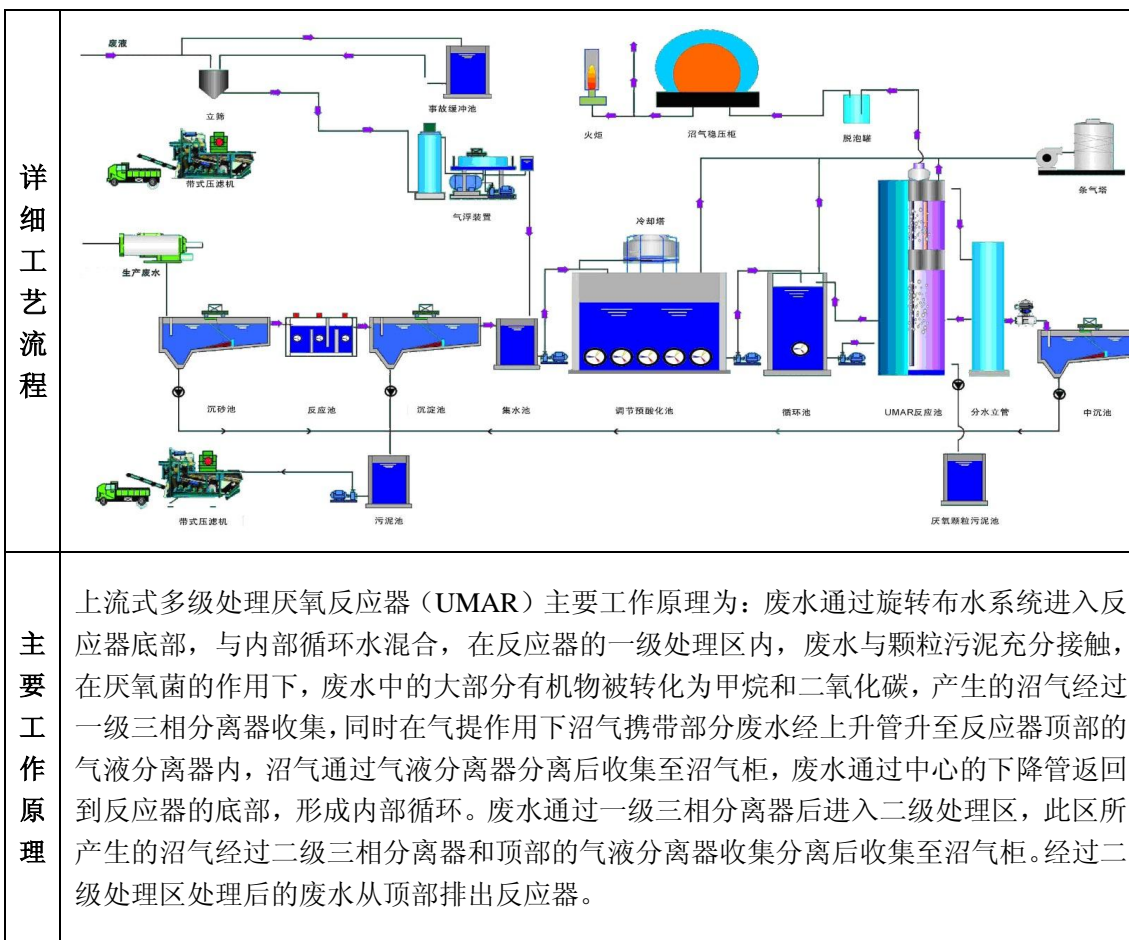 详细工艺流程
废液
立筛
事故缓冲池
火炬
沼气稳压柜
脱泡罐
带式压滤机
气浮装置
条气塔
冷却塔
生产废水
沉砂池
反应池
沉淀池
集水池
调节预酸化池
循环池
UMAR反应池
分水立管
中沉池
带式压滤机
污泥池
厌氧颗粒污泥池
主要工作原理
上流式多级处理厌氧反应器（UMAR）主要工作原理为：废水通过旋转布水系统进入反
应器底部，与内部循环水混合，在反应器的一级处理区内，废水与颗粒污泥充分接触，
在厌氧菌的作用下，废水中的大部分有机物被转化为甲烷和二氧化碳，产生的沼气经过
一级三相分离器收集，同时在气提作用下沼气携带部分废水经上升管升至反应器顶部的
气液分离器内，沼气通过气液分离器分离后收集至沼气柜，废水通过中心的下降管返回
到反应器的底部，形成内部循环。废水通过一级三相分离器后进入二级处理区，此区所
产生的沼气经过二级三相分离器和顶部的气液分离器收集分离后收集至沼气柜。经过二
级处理区处理后的废水从顶部排出反应器。